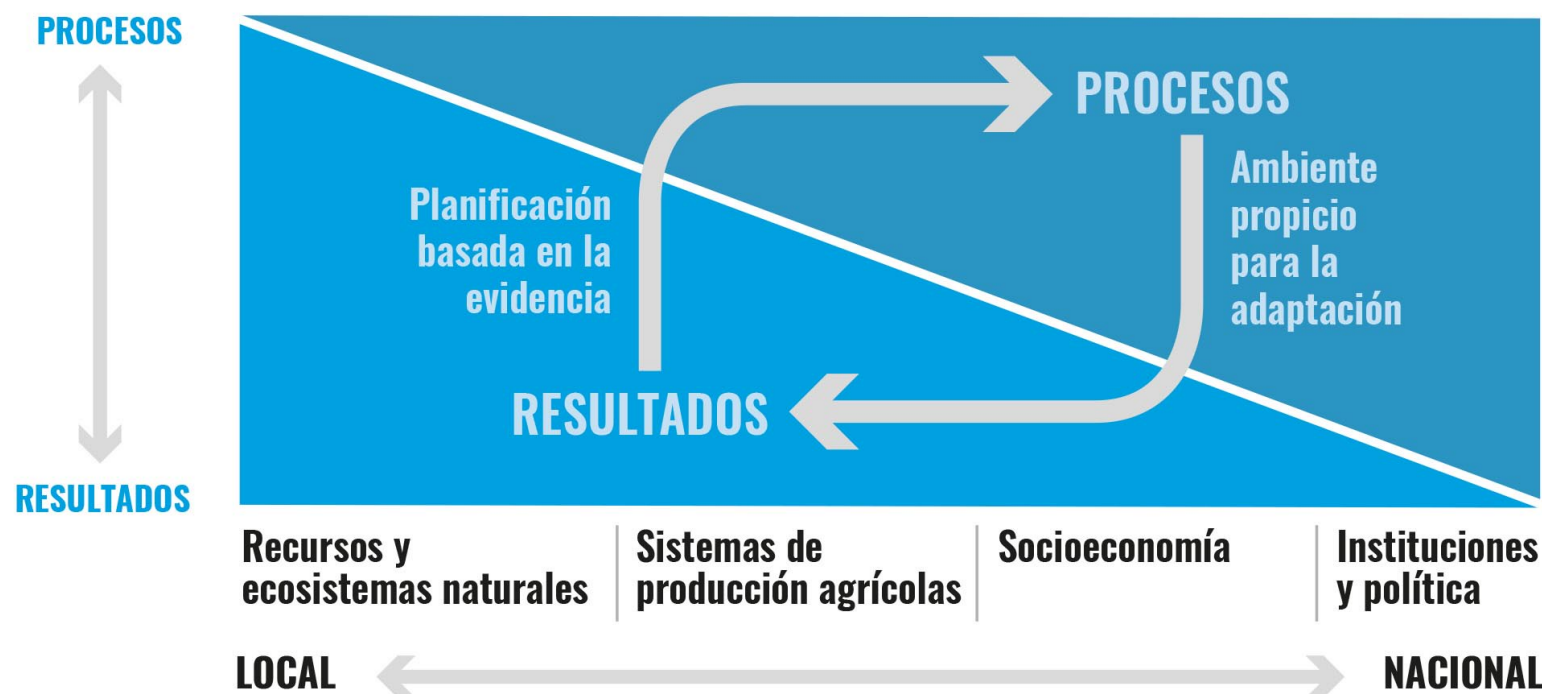 PROCESOS
RESULTADOS
PROCESOS
Ambiente
propicio
para la
adaptación
Planificación
basada en la
evidencia
RESULTADOS
Recursos y
ecosistemas naturales
Sistemas de
producción agrícolas
Socioeconomía
Instituciones
y política
LOCAL
NACIONAL